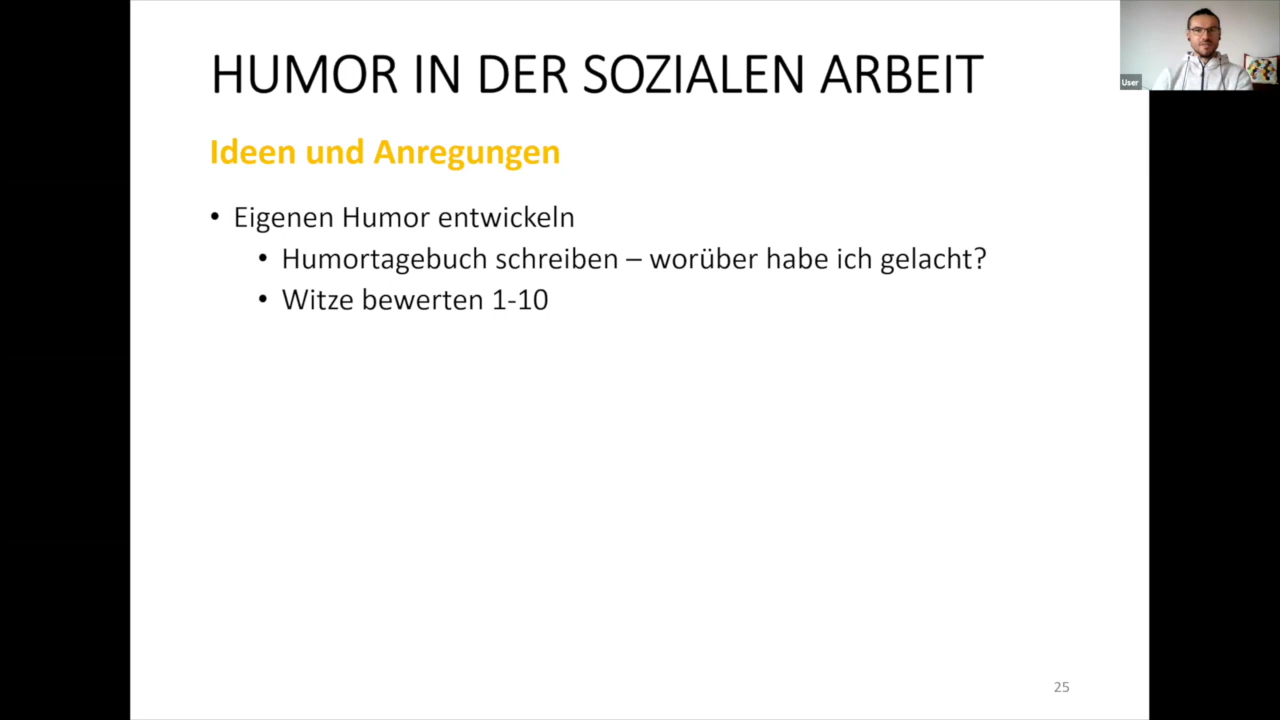 HUMOR IN DER SOZIALEN ARBEIT
User
Ideen und Anregungen
• Eigenen Humor entwickeln
• Humortagebuch schreiben – worüber habe ich gelacht?
• Witze bewerten 1-10
25